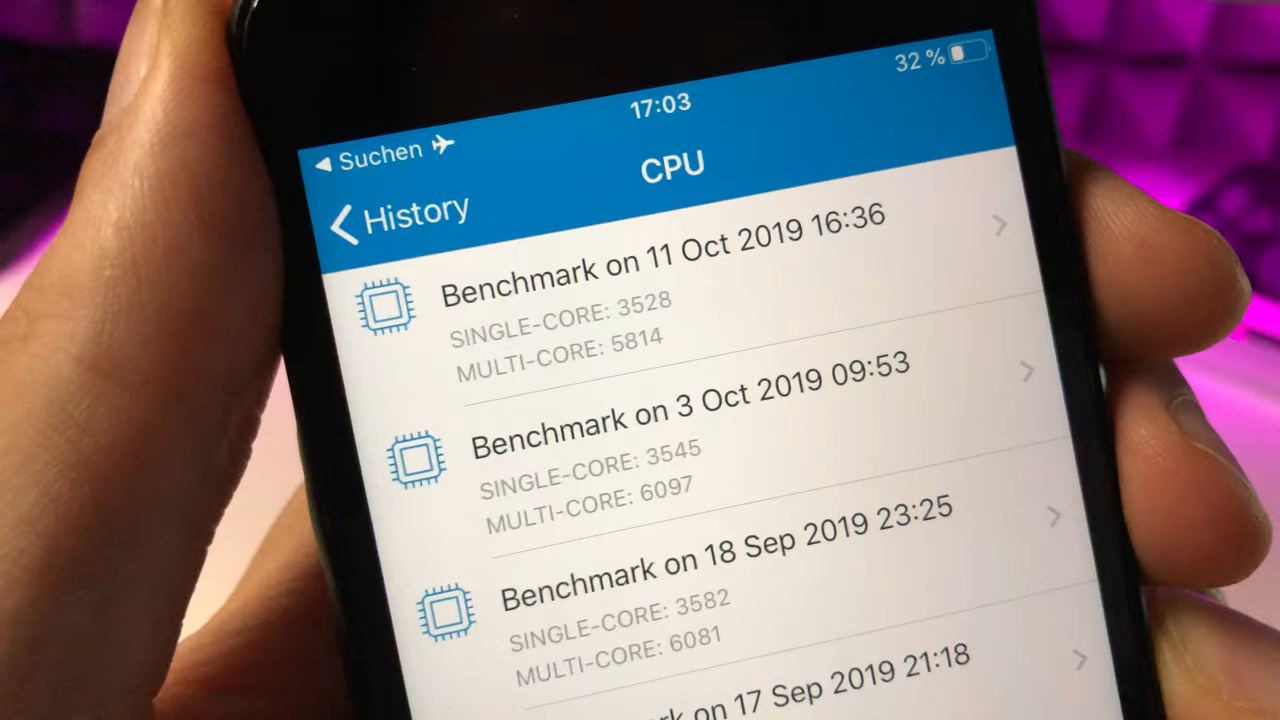 32 %
17:03
Suchen
CPU
History
Benchmark on 11 Oct 2019 16:36
SINGLE-CORE: 3528
MULTI-CORE: 5814
Benchmark on 3 Oct 2019 09:53
SINGLE-CORE: 3545
MULTI-CORE: 6097
Benchmark on 18 Sep 2019 23:25
SINGLE-CORE: 3582
MULTI-CORE: 6081
on 17 Sep 2019 21:18